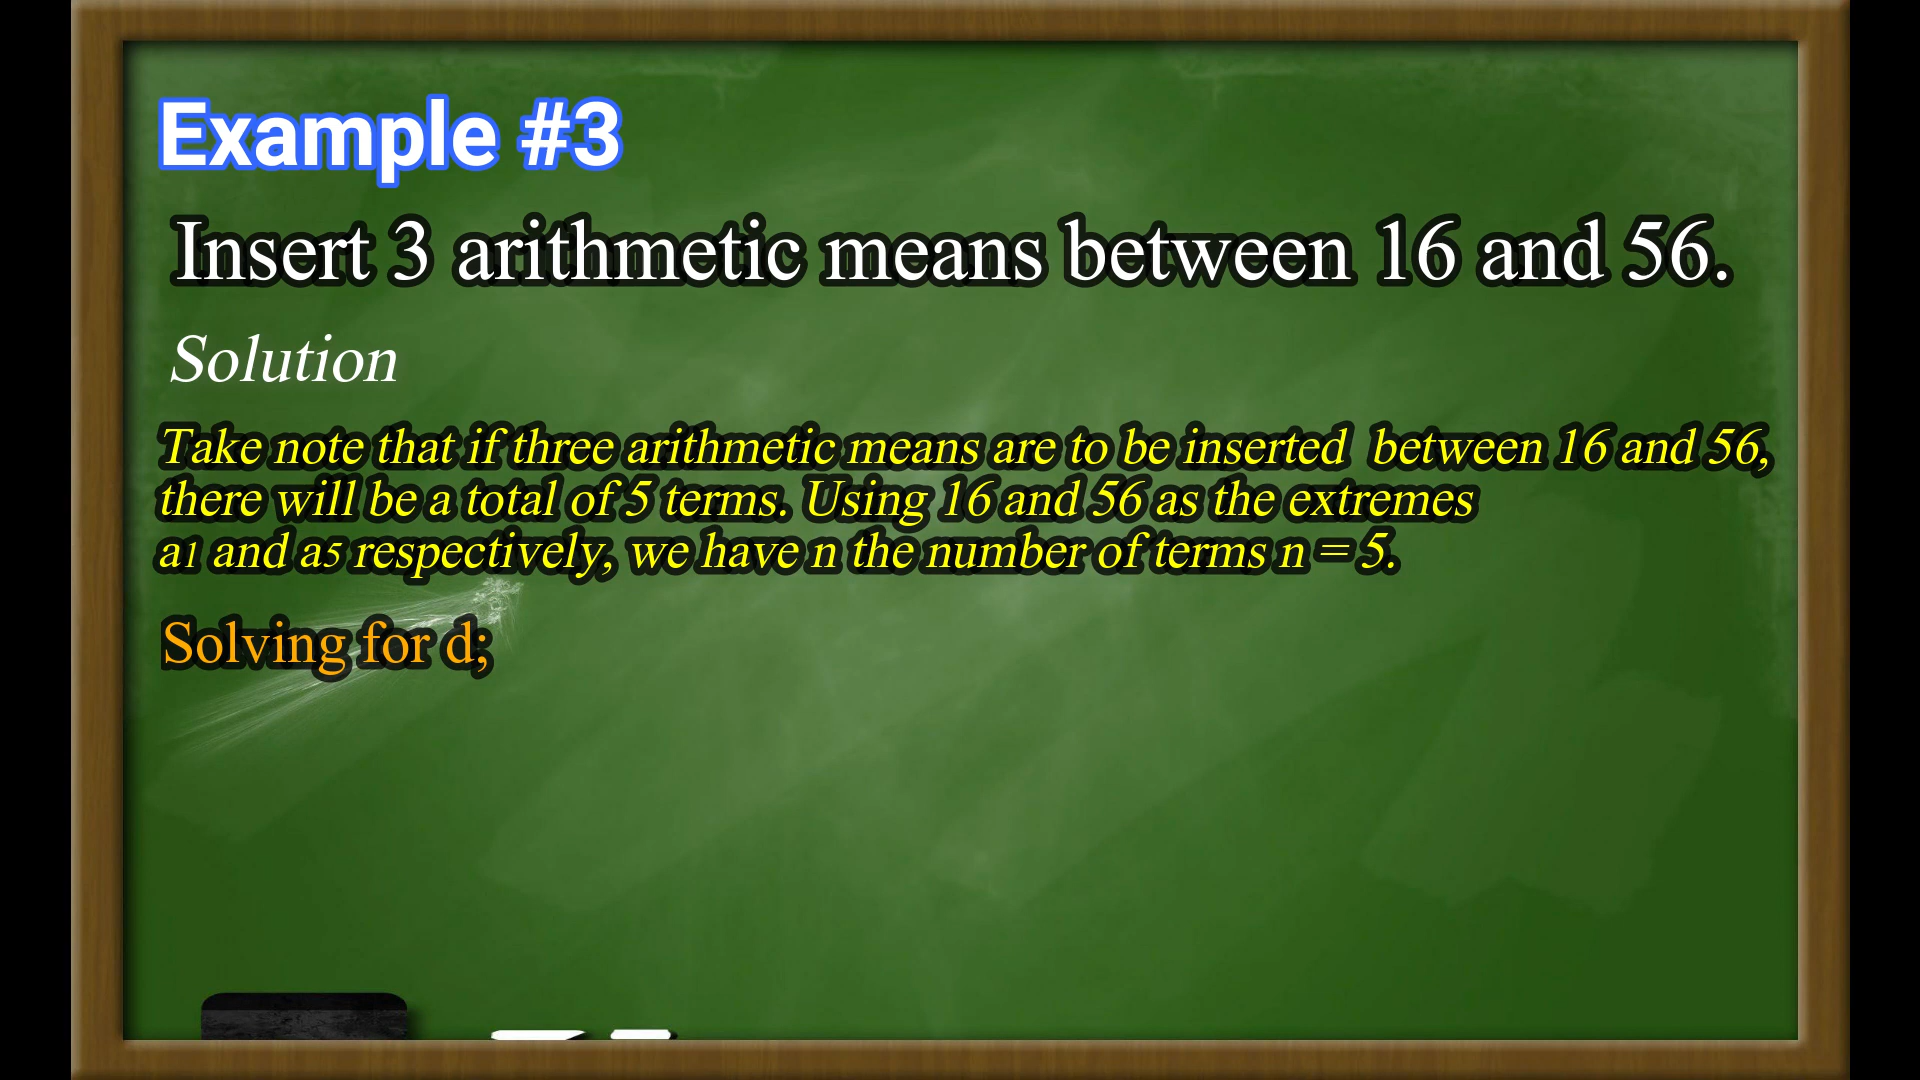 Example #3
Insert 3 arithmetic means between 16 and 56.
Solution
Take note that if three arithmetic means are to be inserted between 16 and 56,
there will be a total of 5 terms. Using 16 and 56 as the extremes
a1 and a5 respectively, we have n the number of terms n = 5.
Solving for d;